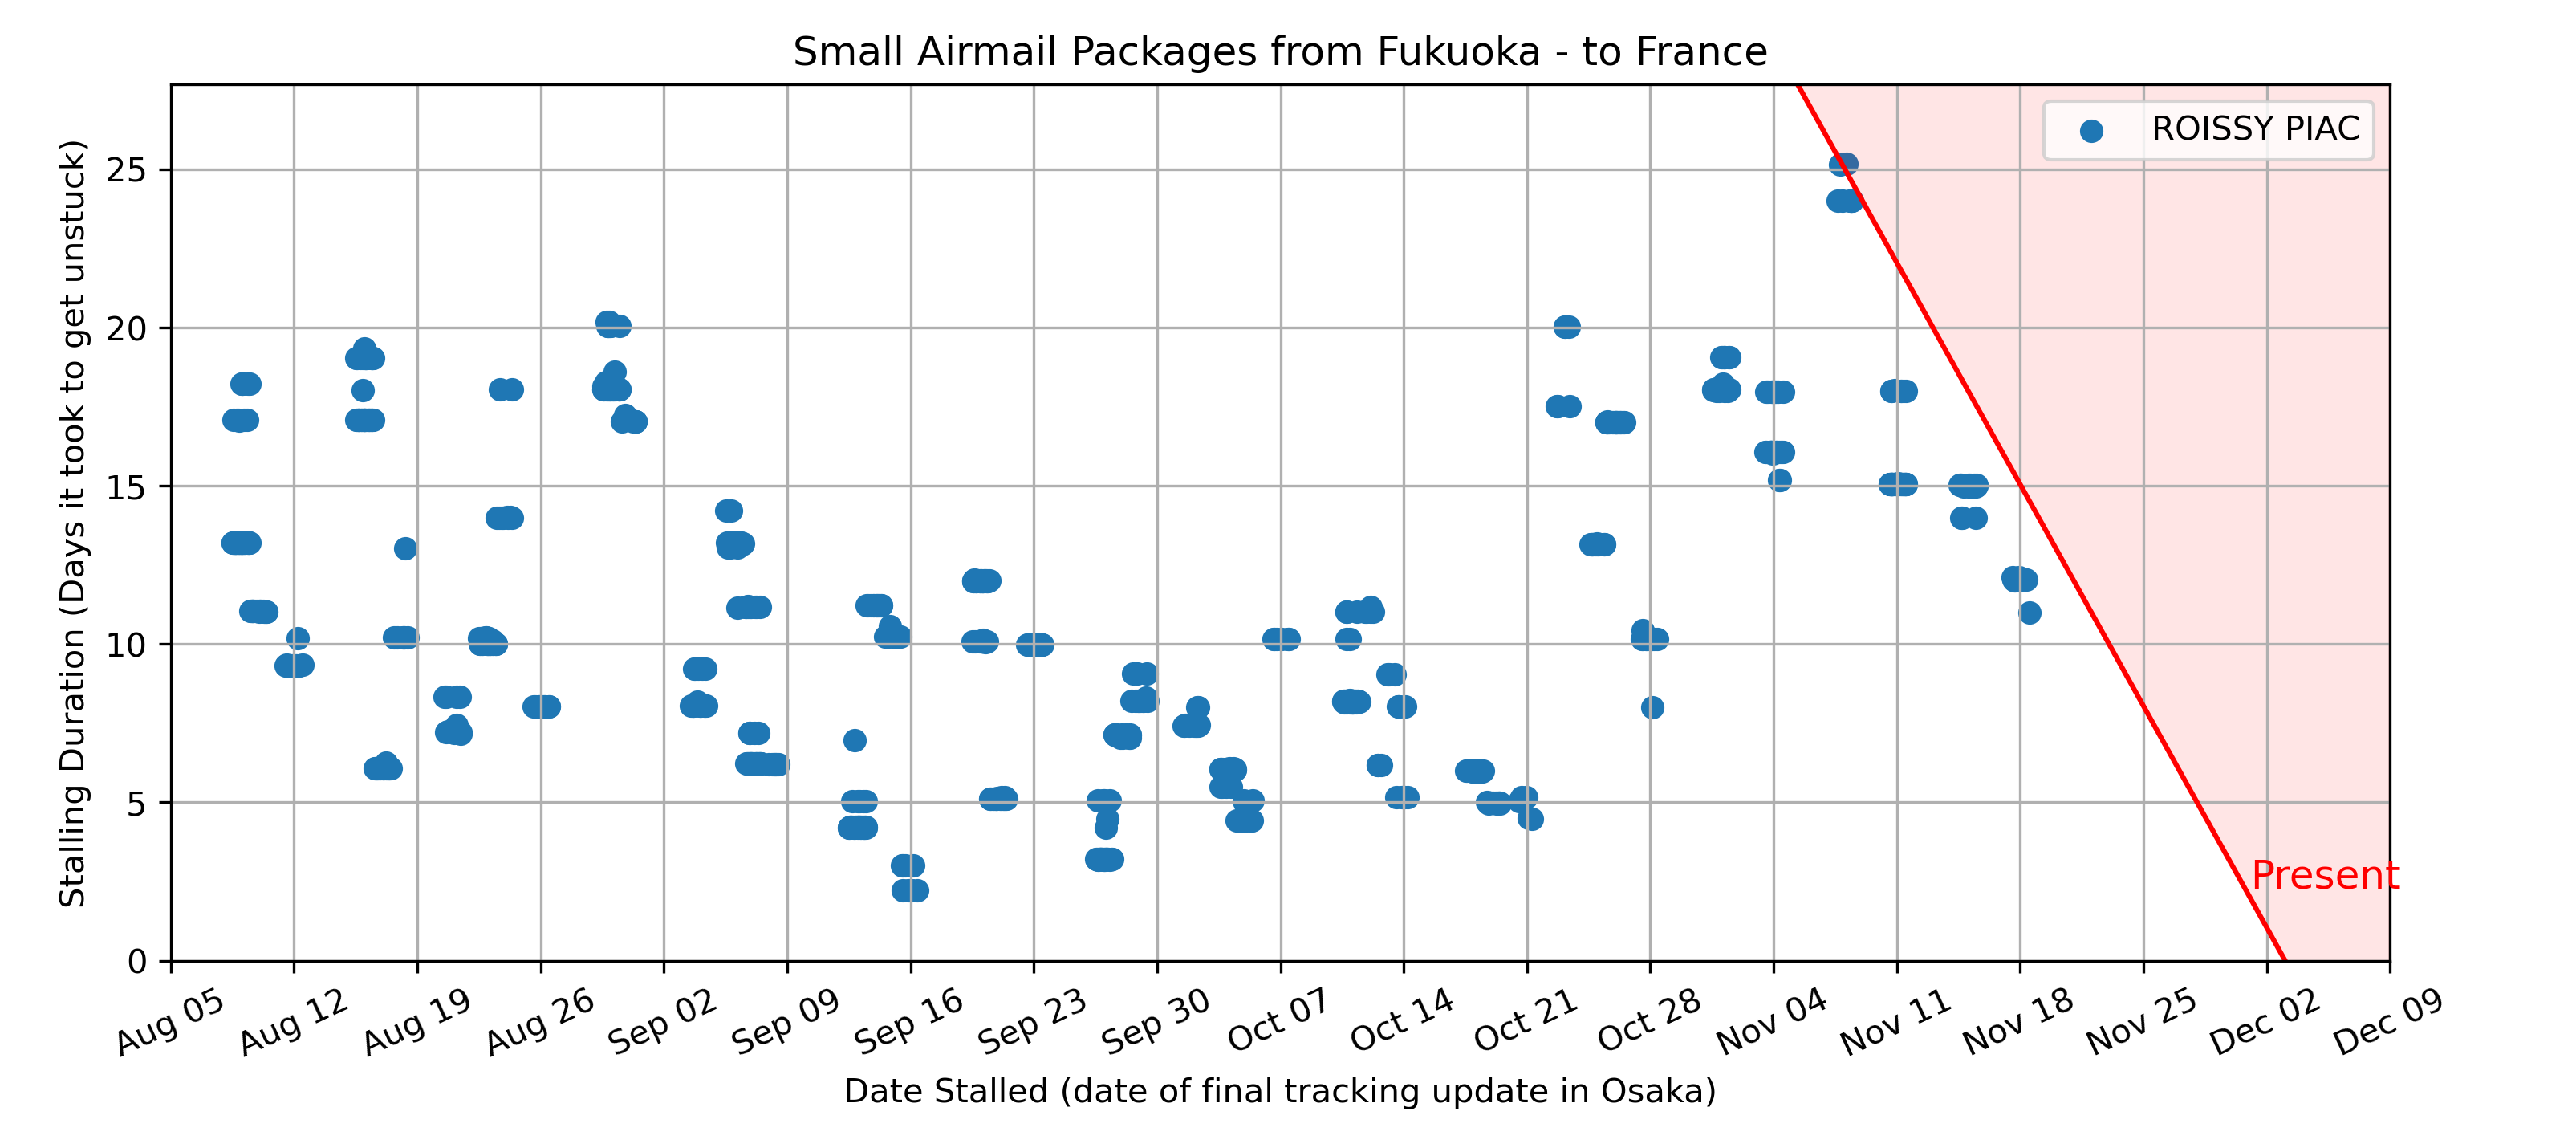 Small Airmail Packages from Fukuoka - to France
ROISSY PIAC
Stalling Duration (Days it took to get unstuck)
25
20
15
10
5
0
Present
Aug 05
Aug 12
Aug 19
Aug 26
Sep 02
Sep 09
Sep 16
Sep 23
Sep 30
Oct 07
Oct 14
Oct 21
Oct 28
Nov 04
Nov 11
Nov 18
Nov 25
Dec 02
Dec 09
Date Stalled (date of final tracking update in Osaka)